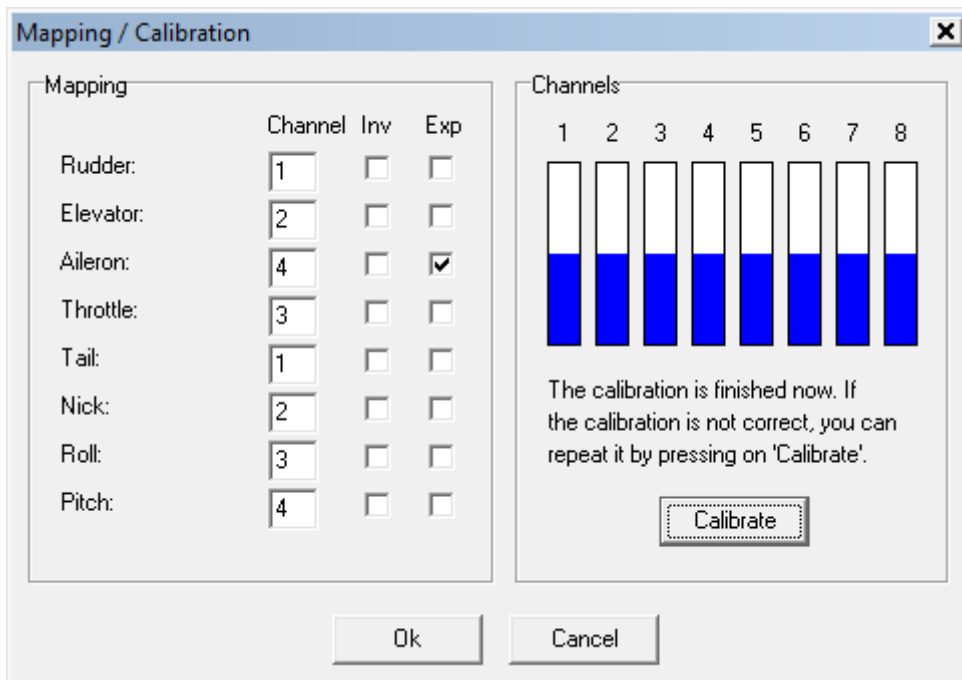 Mapping / Calibration
Mapping
Channel Inv Exp
Rudder: 1
Elevator: 2
Aileron: 4
Throttle: 3
Tail: 1
Nick: 2
Roll: 3
Pitch: 4
Channels
1 2 3 4 5 6 7 8
The calibration is finished now. If
the calibration is not correct, you can
repeat it by pressing on 'Calibrate'.
Calibrate
Ok Cancel